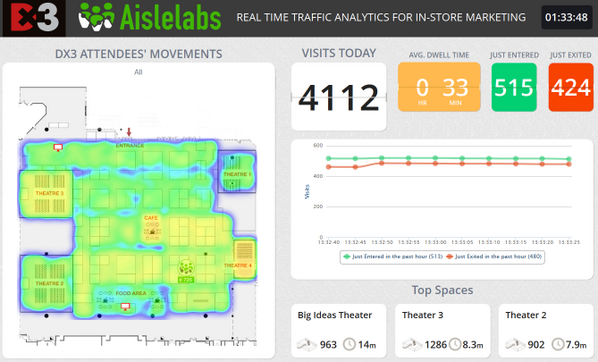 DX3 Aislelabs REAL TIME TRAFFIC ANALYTICS FOR IN-STORE MARKETING 01:33:48
DX3 ATTENDEES' MOVEMENTS
All
ENTRANCE
THEATRE 3
CAFE
THEATRE 4
THEATRE 2
FOOD AREA
VISITS TODAY
4112
AVG. DWELL TIME
0 33
HR MIN
JUST ENTERED
515
JUST EXITED
424
Visits
600
400
200
0
13:32:40 13:32:45 13:32:50 13:32:55 13:33:00 13:33:05 13:33:10 13:33:15 13:33:20 13:33:25
Just Entered in the past hour (513) Just Exited in the past hour (480)
Top Spaces
Big Ideas Theater
963 14m
Theater 3
1286 8.3m
Theater 2
902 7.9m